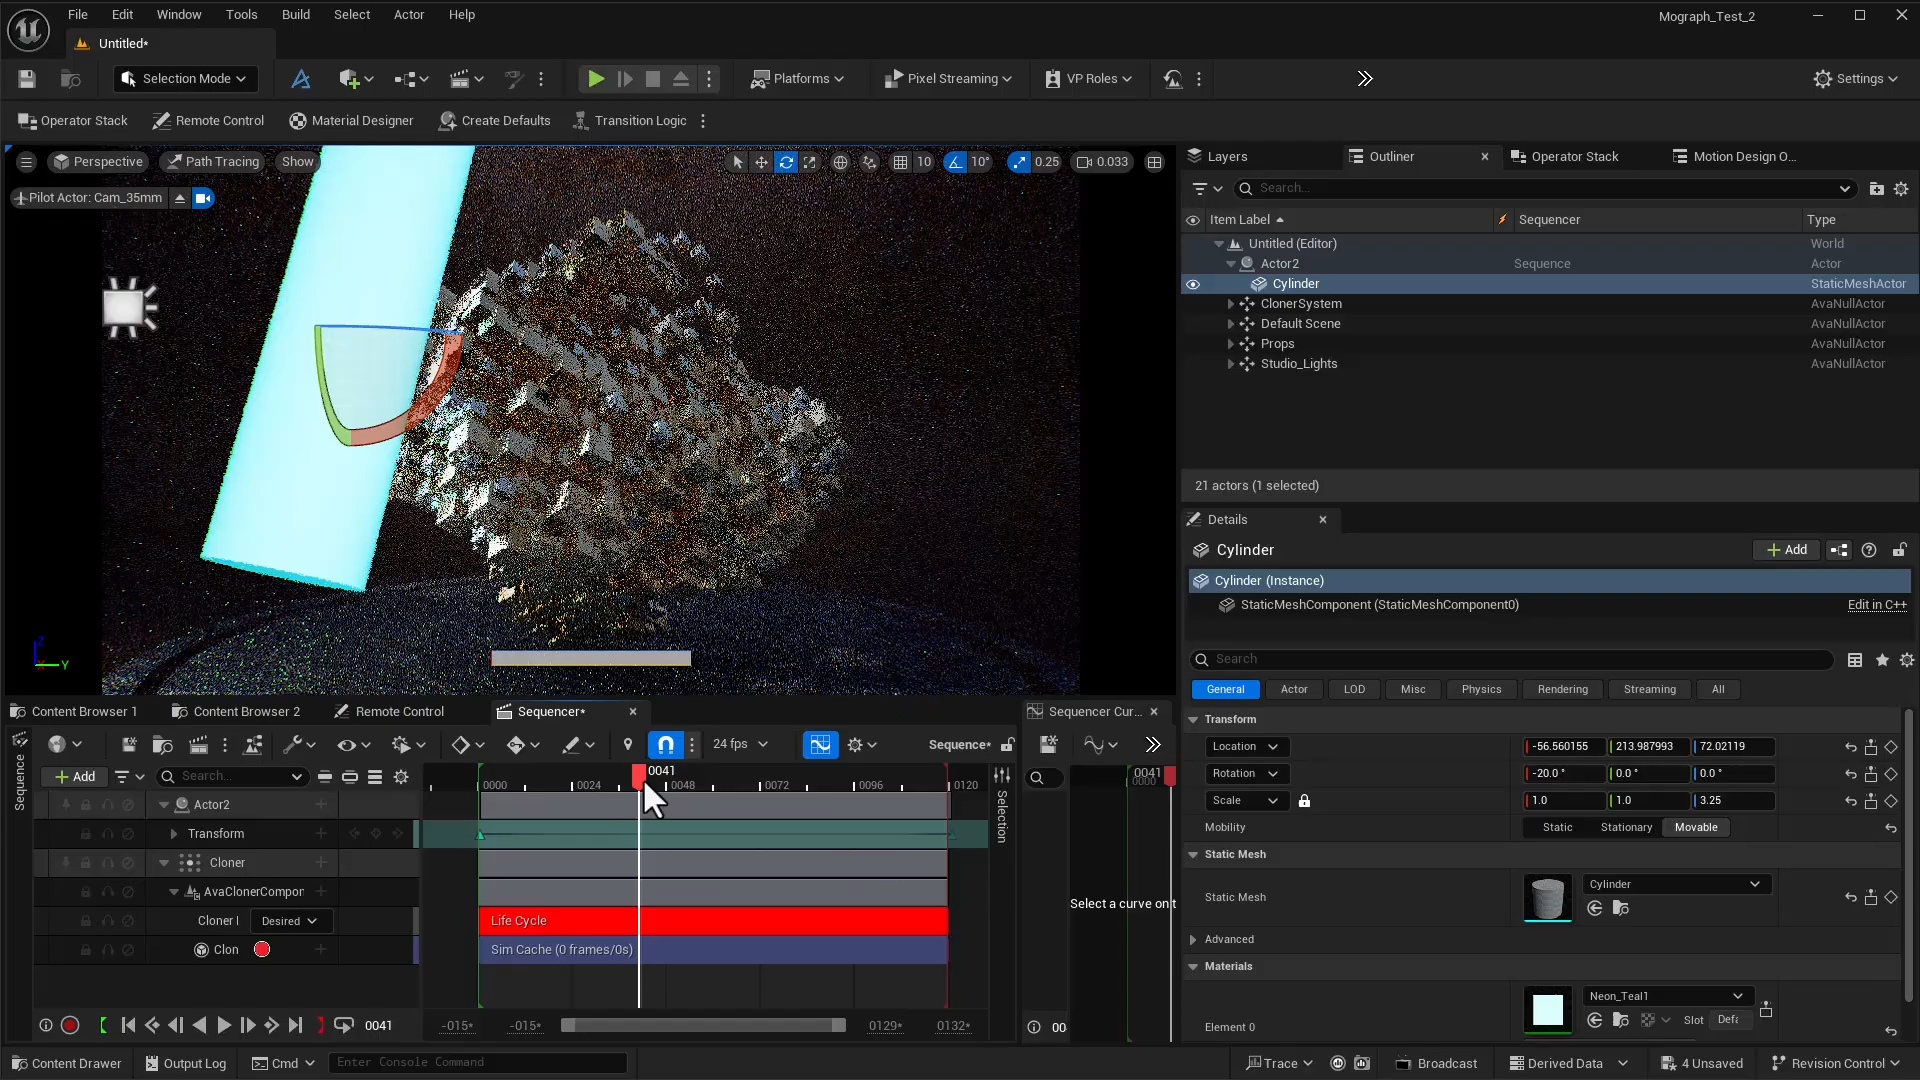 File Edit Window Tools Build Select Actor Help
Mograph_Test_2
Untitled*
Selection Mode
Platforms
Pixel Streaming
VP Roles
Settings
Operator Stack
Remote Control
Material Designer
Create Defaults
Transition Logic
Perspective
Path Tracing
Show
10
10°
0.25
0.033
Pilot Actor: Cam_35mm
Z
Y
Layers
Outliner
Operator Stack
Motion Design O...
Search...
Item Label
Sequencer
Type
Untitled (Editor)
World
Actor2
Sequence
Actor
Cylinder
StaticMeshActor
ClonerSystem
AvaNullActor
Default Scene
AvaNullActor
Props
AvaNullActor
Studio_Lights
AvaNullActor
21 actors (1 selected)
Details
Cylinder
Add
Cylinder (Instance)
StaticMeshComponent (StaticMeshComponent0)
Edit in C++
Search
General
Actor
LOD
Misc
Physics
Rendering
Streaming
All
Transform
Location
-56.560155
213.987993
72.02119
Rotation
-20.0 °
0.0 °
0.0 °
Scale
1.0
1.0
3.25
Mobility
Static
Stationary
Movable
Static Mesh
Static Mesh
Cylinder
Advanced
Materials
Element 0
Neon_Teal1
Slot
Defa
Content Browser 1
Content Browser 2
Remote Control
Sequencer*
Sequencer Cur...
24 fps
Sequence*
Sequence
Add
Search...
0041
0000
0024
0048
0072
0096
0120
Selection
0041
0000
Actor2
Transform
Cloner
AvaClonerCompor
Cloner I
Desired
Life Cycle
Clon
Sim Cache (0 frames/0s)
Select a curve on t
0041
-015*
-015*
0129*
0132*
00
Content Drawer
Output Log
Cmd
Enter Console Command
Trace
Broadcast
Derived Data
4 Unsaved
Revision Control